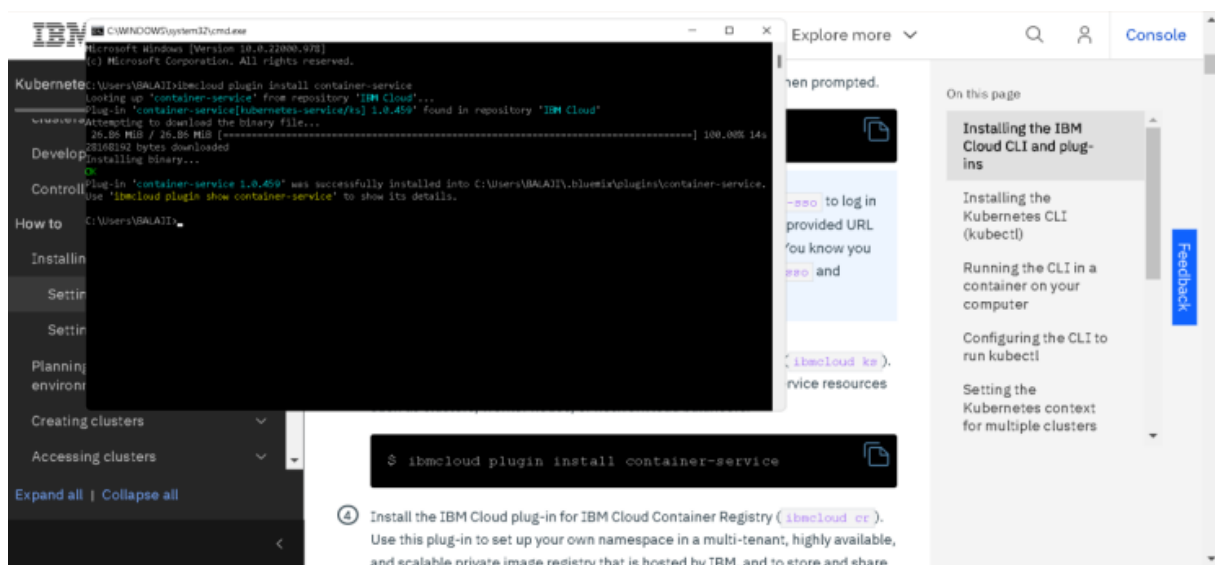 IBM
C:\WINDOWS\system32\cmd.exe
Explore more
Console
Microsoft Windows [Version 10.0.22000.978]
(c) Microsoft Corporation. All rights reserved.
C:\Users\BALAJI>ibmcloud plugin install container-service
Looking up 'container-service' from repository 'IBM Cloud'...
Plug-in 'container-service[kubernetes-service/ks] 1.0.459' found in repository 'IBM Cloud'
Attempting to download the binary file...
26.86 MiB / 26.86 MiB [==================================================================] 100.00% 14s
28168192 bytes downloaded
Installing binary...
OK
Plug-in 'container-service 1.0.459' was successfully installed into C:\Users\BALAJI\.bluemix\plugins\container-service.
Use 'ibmcloud plugin show container-service' to show its details.
C:\Users\BALAJI>
Kubernete
Clusters
Develop
Controll
How to
Installin
Settin
Settin
Planning
environ
Creating clusters
Accessing clusters
Expand all | Collapse all
hen prompted.
-sso to log in
provided URL
You know you
sso and
(ibmcloud ks).
rvice resources
$ ibmcloud plugin install container-service
4 Install the IBM Cloud plug-in for IBM Cloud Container Registry (ibmcloud cr).
Use this plug-in to set up your own namespace in a multi-tenant, highly available,
and scalable private image registry that is hosted by IBM, and to store and share
On this page
Installing the IBM
Cloud CLI and plug-
ins
Installing the
Kubernetes CLI
(kubectl)
Running the CLI in a
container on your
computer
Configuring the CLI to
run kubectl
Setting the
Kubernetes context
for multiple clusters
Feedback